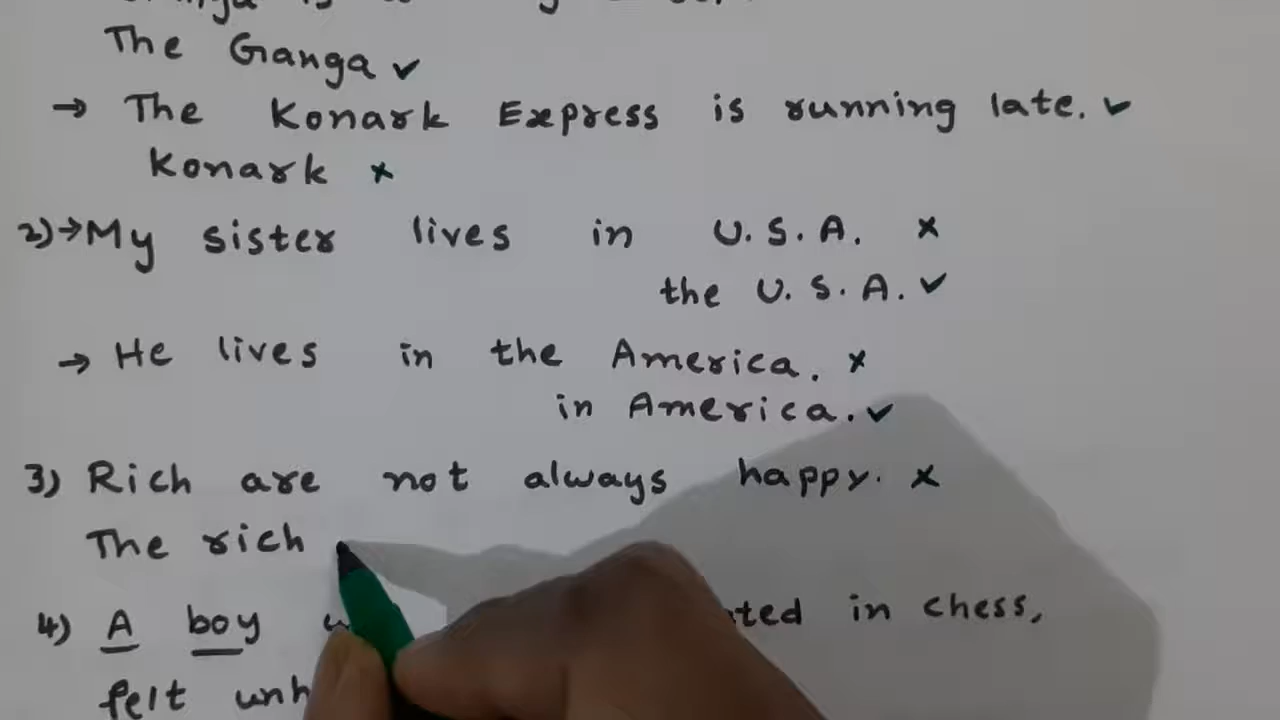 The Ganga ✓
→ The Konark Express is running late. ✓
Konark ×
2) → My sister lives in U.S.A. ×
the U.S.A. ✓
→ He lives in the America. ×
in America. ✓
3) Rich are not always happy. ×
The rich
4) A boy in chess,
felt